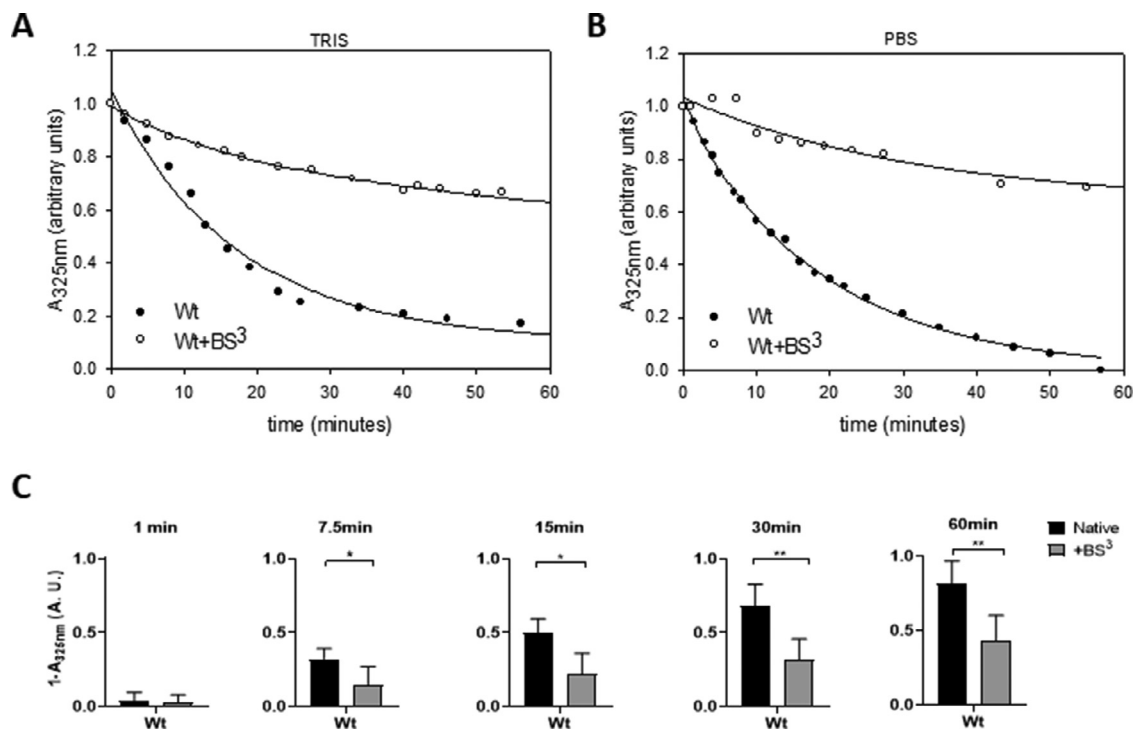 A
TRIS
1.2
1.0
0.8
0.6
0.4
0.2
0.0
A325nm (arbitrary units)
Wt
Wt+BS3
0 10 20 30 40 50 60
time (minutes)
B
PBS
1.2
1.0
0.8
0.6
0.4
0.2
0.0
A325nm (arbitrary units)
Wt
Wt+BS3
0 10 20 30 40 50 60
time (minutes)
C
1-A325nm (A. U.)
1 min
1.0
0.5
0.0
Wt
7.5min
1.0
0.5
0.0
*
Wt
15min
1.0
0.5
0.0
*
Wt
30min
1.0
0.5
0.0
**
Wt
60min
1.0
0.5
0.0
**
Wt
Native
+BS3